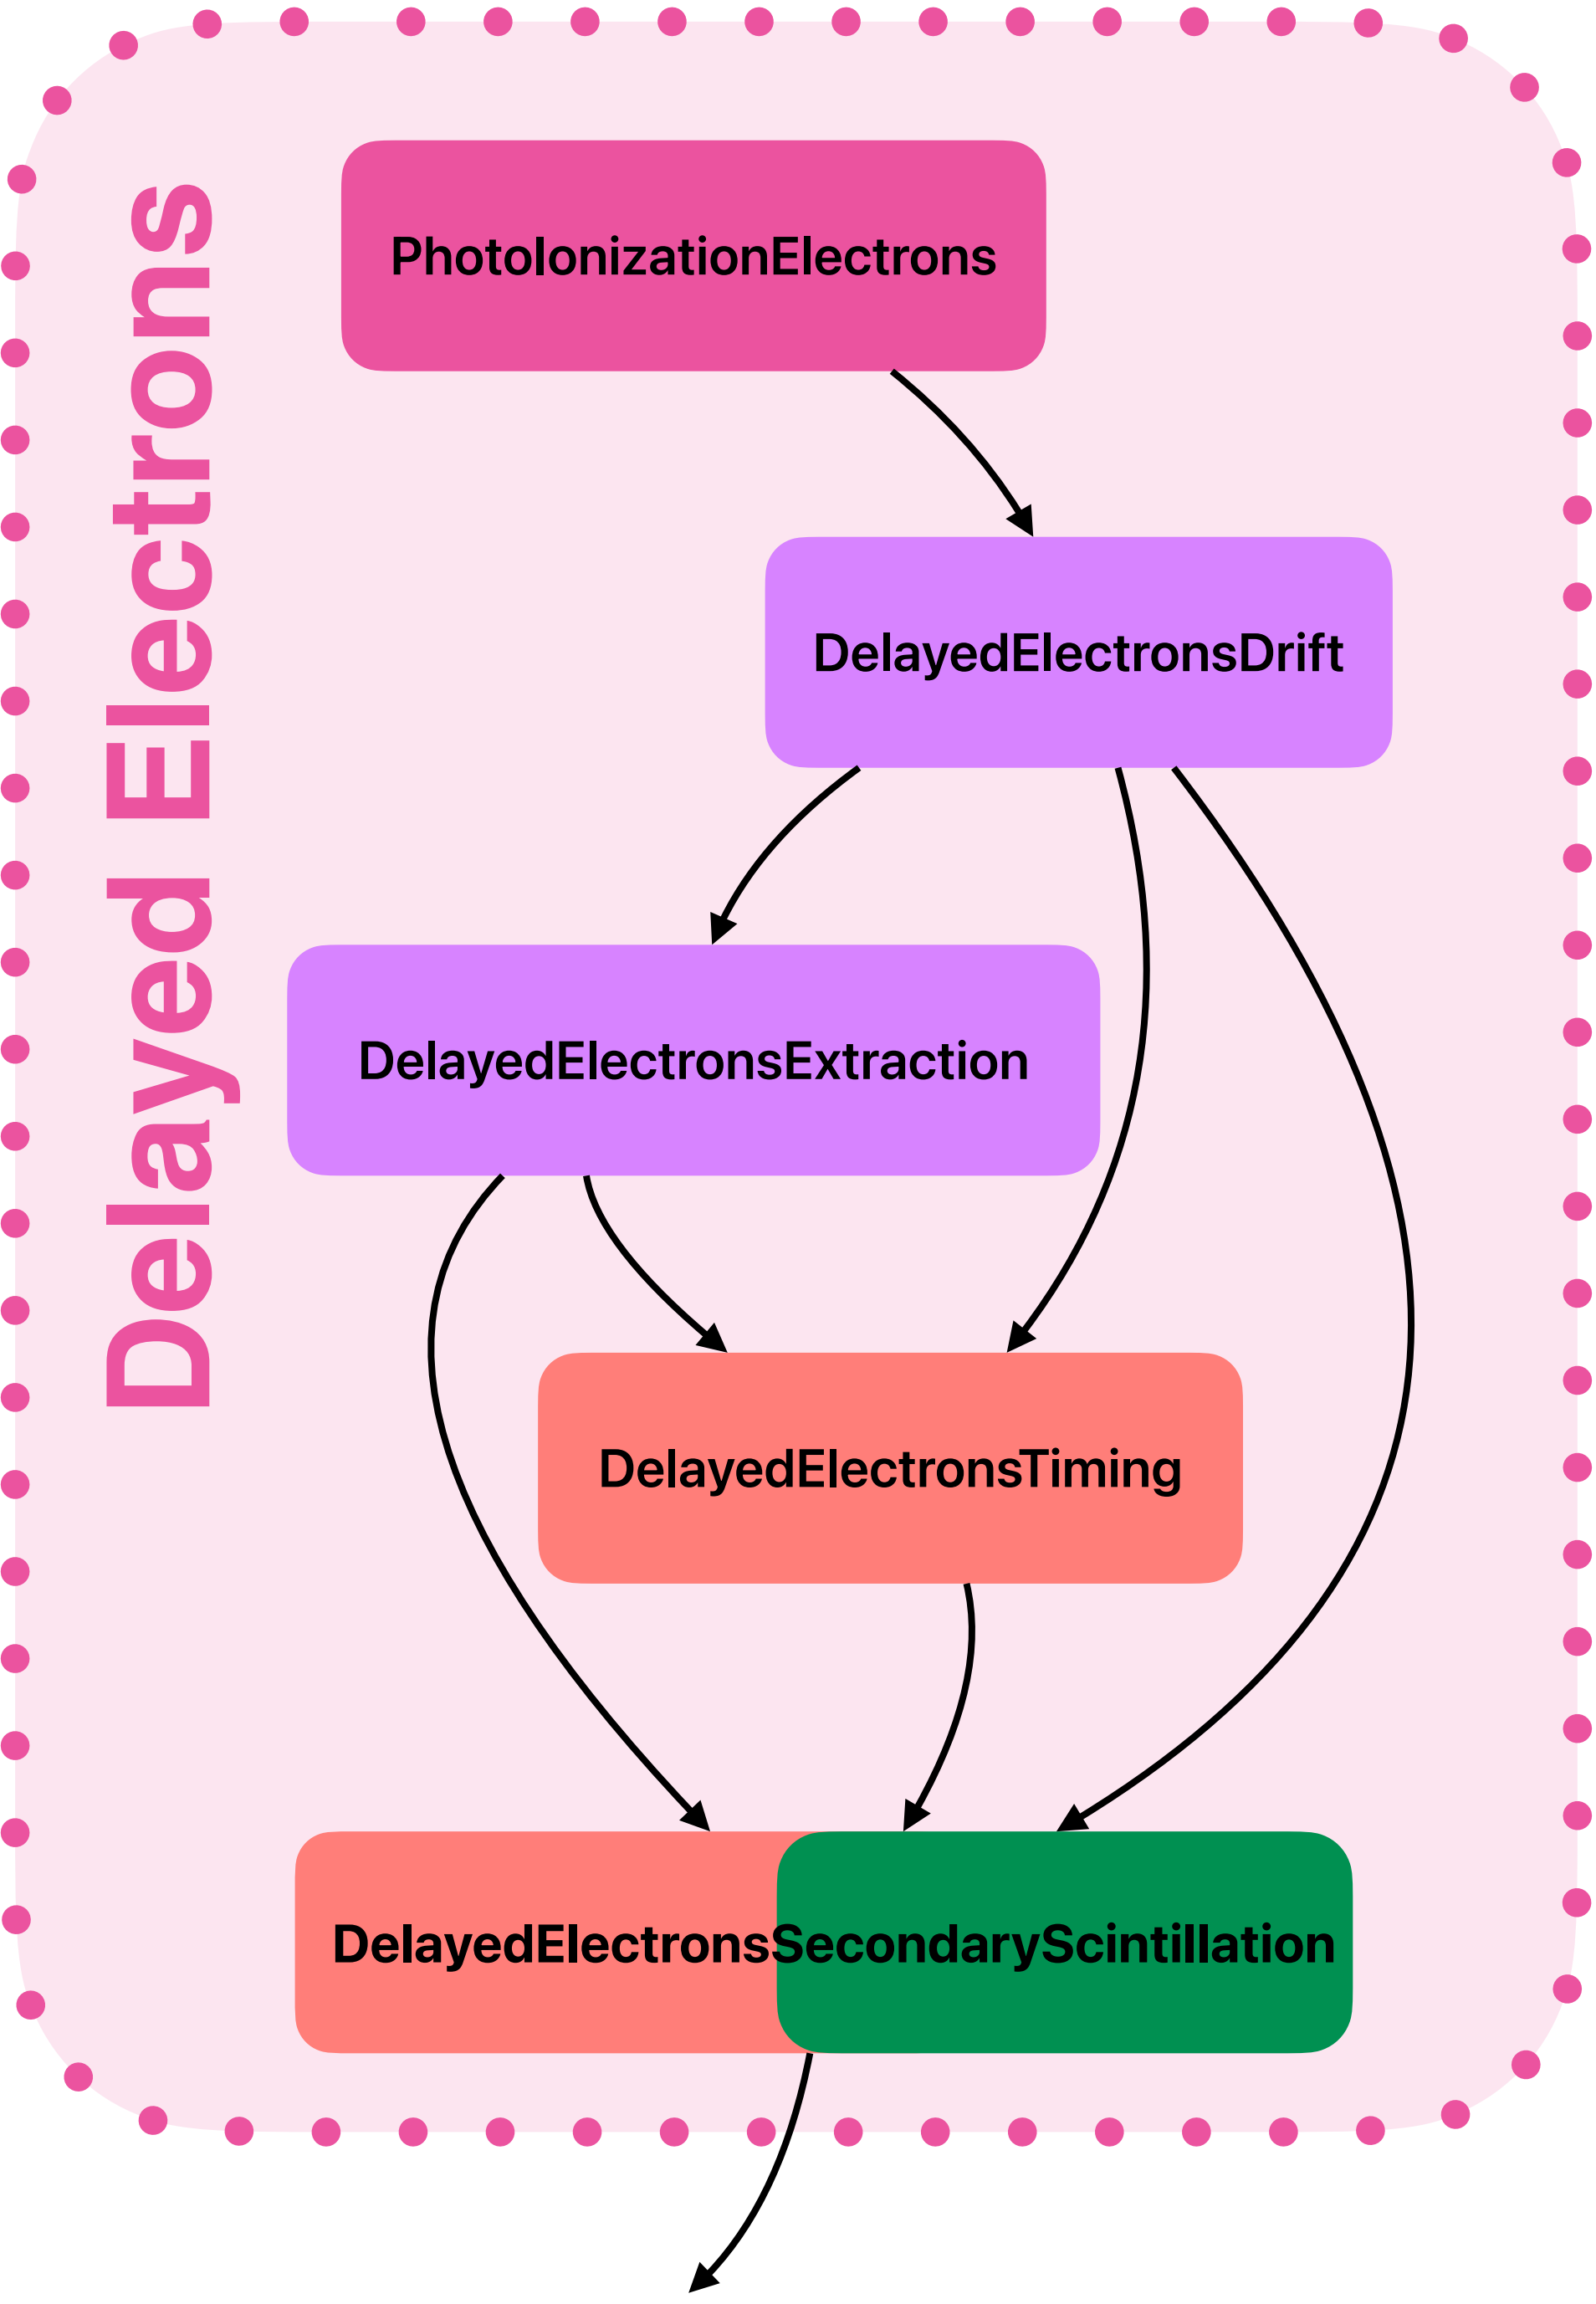 Delayed Electrons
PhotoIonizationElectrons
DelayedElectronsDrift
DelayedElectronsExtraction
DelayedElectronsTiming
DelayedElectronsSecondaryScintillation